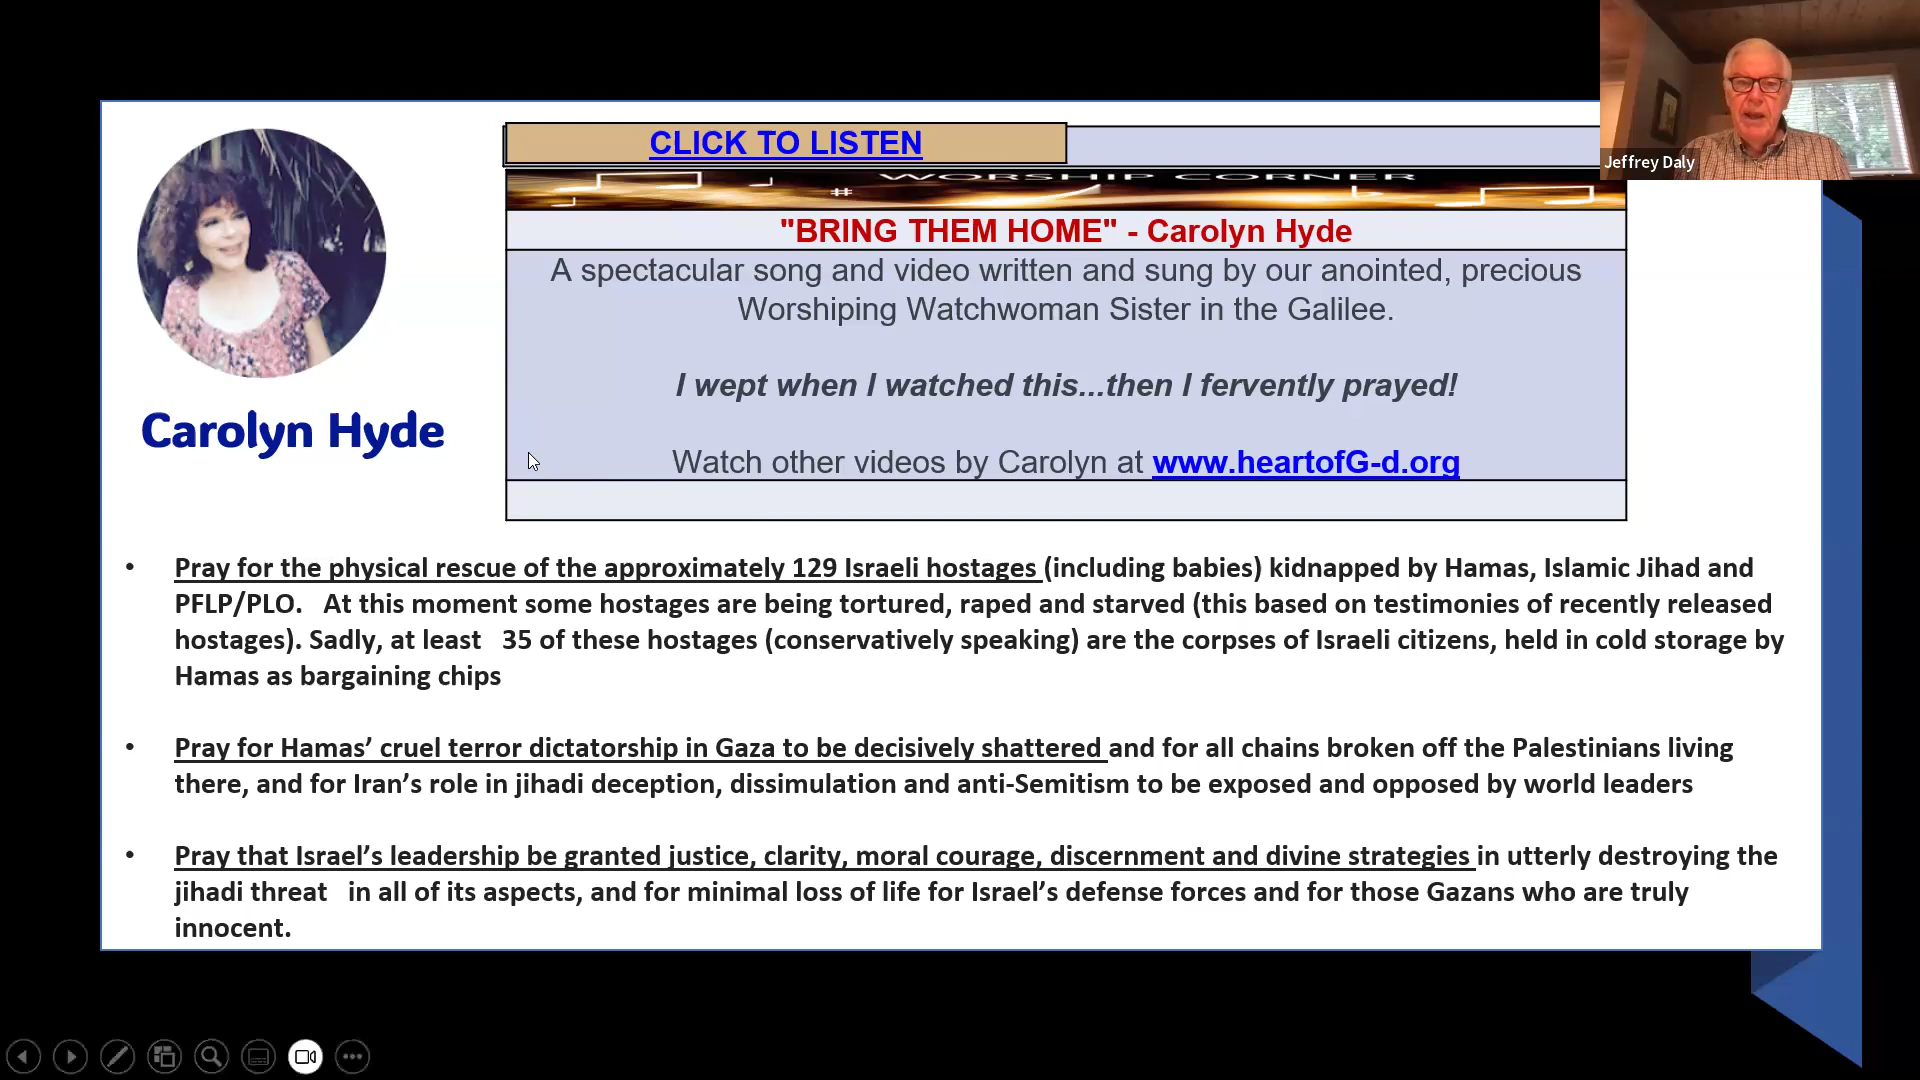 Jeffrey Daly
CLICK TO LISTEN
WORSHIP CORNER
"BRING THEM HOME" - Carolyn Hyde
A spectacular song and video written and sung by our anointed, precious
Worshiping Watchwoman Sister in the Galilee.
I wept when I watched this...then I fervently prayed!
Watch other videos by Carolyn at www.heartofG-d.org
Carolyn Hyde
• Pray for the physical rescue of the approximately 129 Israeli hostages (including babies) kidnapped by Hamas, Islamic Jihad and
PFLP/PLO. At this moment some hostages are being tortured, raped and starved (this based on testimonies of recently released
hostages). Sadly, at least 35 of these hostages (conservatively speaking) are the corpses of Israeli citizens, held in cold storage by
Hamas as bargaining chips
• Pray for Hamas’ cruel terror dictatorship in Gaza to be decisively shattered and for all chains broken off the Palestinians living
there, and for Iran’s role in jihadi deception, dissimulation and anti-Semitism to be exposed and opposed by world leaders
• Pray that Israel’s leadership be granted justice, clarity, moral courage, discernment and divine strategies in utterly destroying the
jihadi threat in all of its aspects, and for minimal loss of life for Israel’s defense forces and for those Gazans who are truly
innocent.